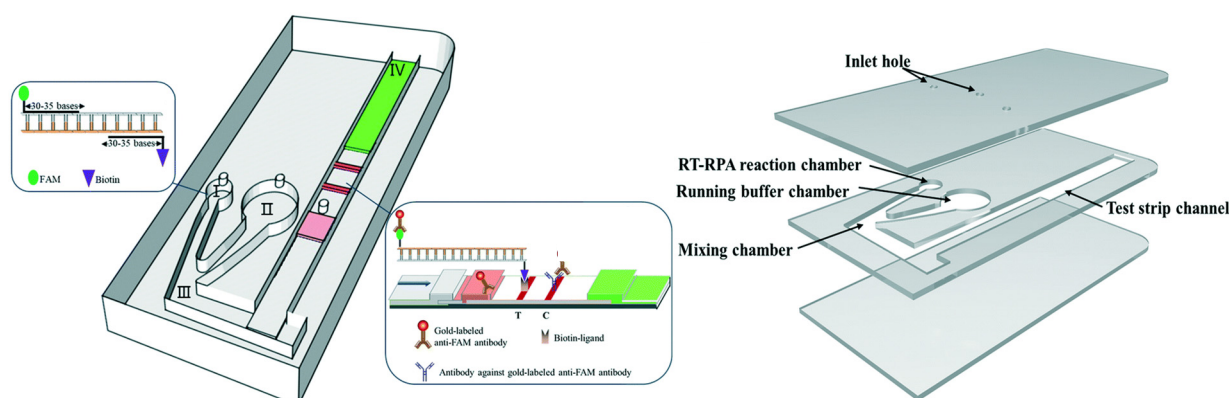 30-35 bases
30-35 bases
FAM
Biotin
I
II
III
IV
T
C
Gold-labeled
anti-FAM antibody
Biotin-ligand
Antibody against gold-labeled anti-FAM antibody
Inlet hole
RT-RPA reaction chamber
Running buffer chamber
Mixing chamber
Test strip channel